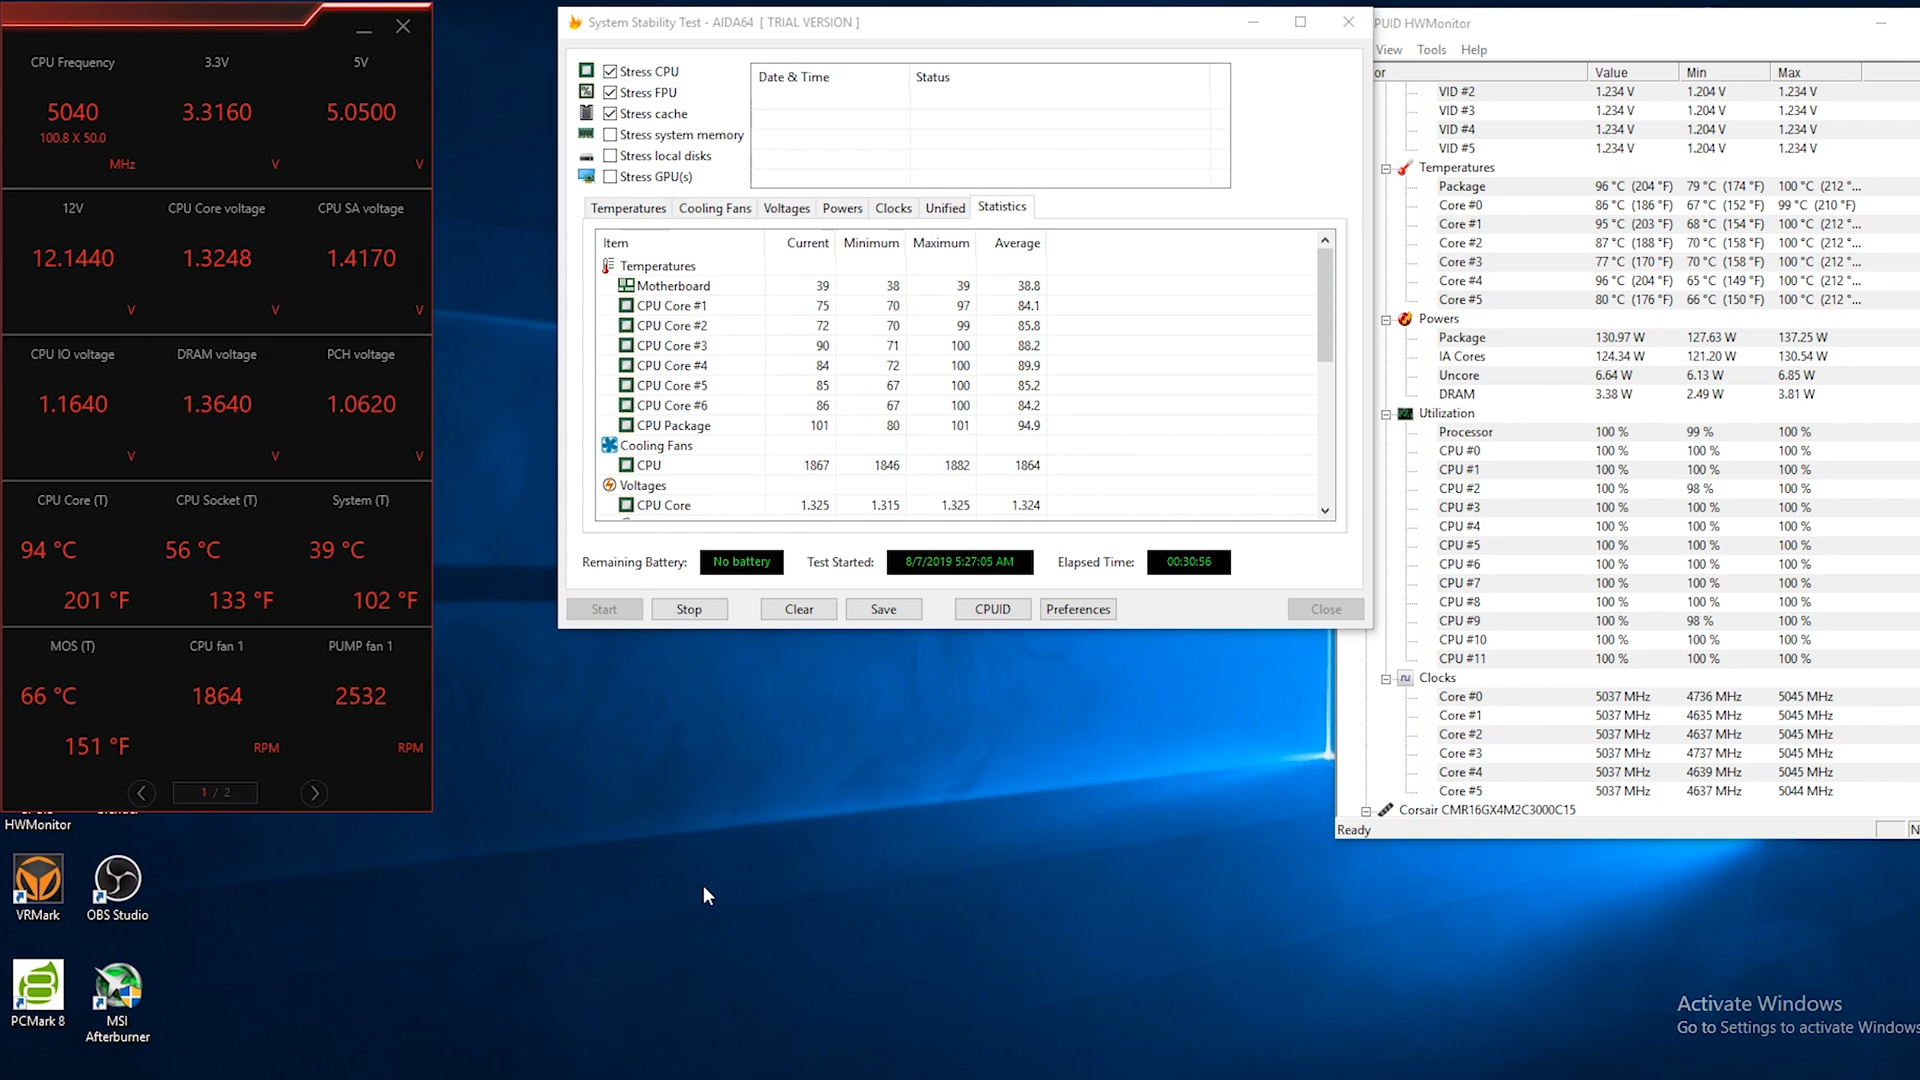 CPU Frequency 3.3V 5V
5040 3.3160 5.0500
100.8 X 50.0
MHz V V
12V CPU Core voltage CPU SA voltage
12.1440 1.3248 1.4170
V V V
CPU IO voltage DRAM voltage PCH voltage
1.1640 1.3640 1.0620
V V V
CPU Core (T) CPU Socket (T) System (T)
94 °C 56 °C 39 °C
201 °F 133 °F 102 °F
MOS (T) CPU fan 1 PUMP fan 1
66 °C 1864 2532
151 °F RPM RPM
1 / 2
HWMonitor
VRMark OBS Studio
PCMark 8 MSI
Afterburner
System Stability Test - AIDA64 [ TRIAL VERSION ]
Stress CPU
Stress FPU
Stress cache
Stress system memory
Stress local disks
Stress GPU(s)
Date & Time Status
Temperatures Cooling Fans Voltages Powers Clocks Unified Statistics
Item Current Minimum Maximum Average
Temperatures
Motherboard 39 38 39 38.8
CPU Core #1 75 70 97 84.1
CPU Core #2 72 70 99 85.8
CPU Core #3 90 71 100 88.2
CPU Core #4 84 72 100 89.9
CPU Core #5 85 67 100 85.2
CPU Core #6 86 67 100 84.2
CPU Package 101 80 101 94.9
Cooling Fans
CPU 1867 1846 1882 1864
Voltages
CPU Core 1.325 1.315 1.325 1.324
Remaining Battery: No battery Test Started: 8/7/2019 5:27:05 AM Elapsed Time: 00:30:56
Start Stop Clear Save CPUID Preferences Close
PUID HWMonitor
View Tools Help
or Value Min Max
VID #2 1.234 V 1.204 V 1.234 V
VID #3 1.234 V 1.204 V 1.234 V
VID #4 1.234 V 1.204 V 1.234 V
VID #5 1.234 V 1.204 V 1.234 V
Temperatures
Package 96 °C (204 °F) 79 °C (174 °F) 100 °C (212 °...
Core #0 86 °C (186 °F) 67 °C (152 °F) 99 °C (210 °F)
Core #1 95 °C (203 °F) 68 °C (154 °F) 100 °C (212 °...
Core #2 87 °C (188 °F) 70 °C (158 °F) 100 °C (212 °...
Core #3 77 °C (170 °F) 70 °C (158 °F) 100 °C (212 °...
Core #4 96 °C (204 °F) 65 °C (149 °F) 100 °C (212 °...
Core #5 80 °C (176 °F) 66 °C (150 °F) 100 °C (212 °...
Powers
Package 130.97 W 127.63 W 137.25 W
IA Cores 124.34 W 121.20 W 130.54 W
Uncore 6.64 W 6.13 W 6.85 W
DRAM 3.38 W 2.49 W 3.81 W
Utilization
Processor 100 % 99 % 100 %
CPU #0 100 % 100 % 100 %
CPU #1 100 % 100 % 100 %
CPU #2 100 % 98 % 100 %
CPU #3 100 % 100 % 100 %
CPU #4 100 % 100 % 100 %
CPU #5 100 % 100 % 100 %
CPU #6 100 % 100 % 100 %
CPU #7 100 % 100 % 100 %
CPU #8 100 % 100 % 100 %
CPU #9 100 % 98 % 100 %
CPU #10 100 % 100 % 100 %
CPU #11 100 % 100 % 100 %
Clocks
Core #0 5037 MHz 4736 MHz 5045 MHz
Core #1 5037 MHz 4635 MHz 5045 MHz
Core #2 5037 MHz 4637 MHz 5045 MHz
Core #3 5037 MHz 4737 MHz 5045 MHz
Core #4 5037 MHz 4639 MHz 5045 MHz
Core #5 5037 MHz 4637 MHz 5044 MHz
Corsair CMR16GX4M2C3000C15
Ready N
Activate Windows
Go to Settings to activate Windows